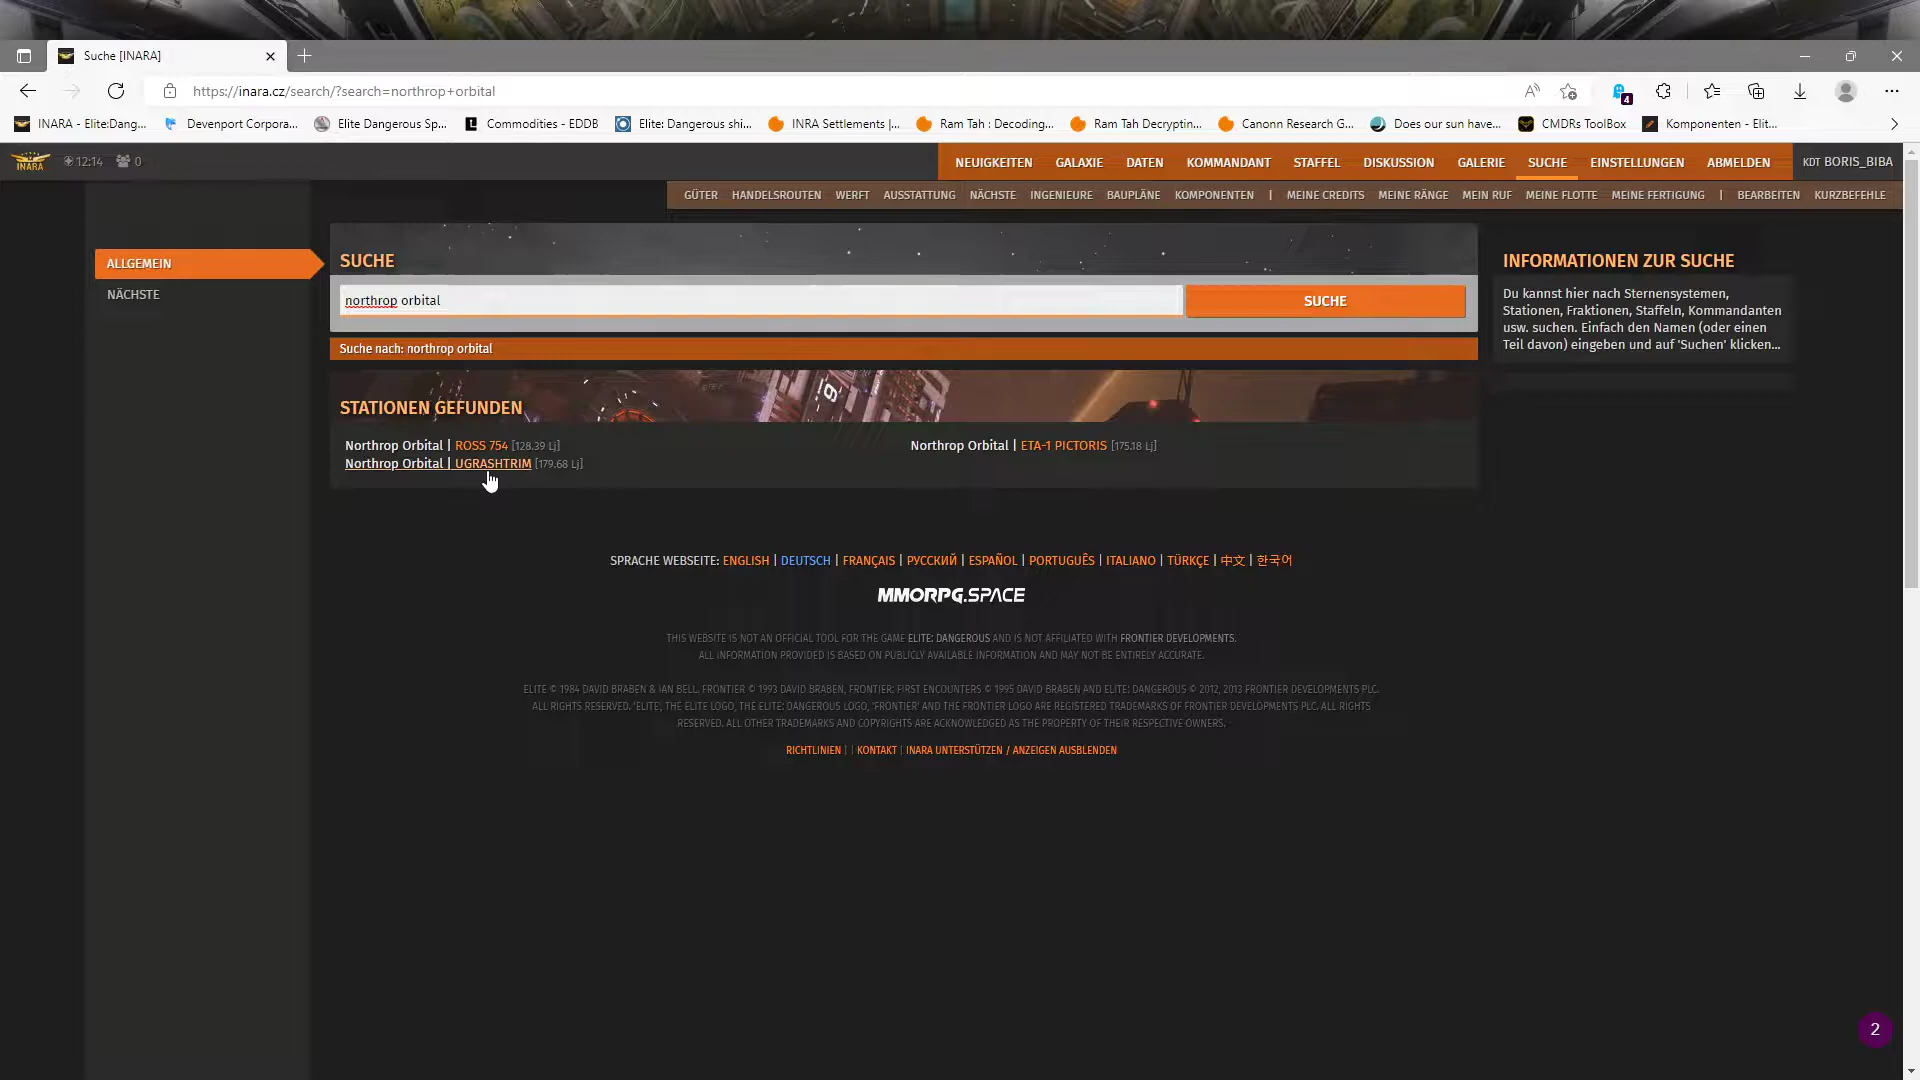 Suche [INARA]
https://inara.cz/search/?search=northrop+orbital
4
INARA - Elite:Dang...
Devenport Corpora...
Elite Dangerous Sp...
Commodities - EDDB
Elite: Dangerous shi...
INRA Settlements |...
Ram Tah : Decoding...
Ram Tah Decryptin...
Canonn Research G...
Does our sun have...
CMDRs ToolBox
Komponenten - Elit...
INARA
12:14
0
NEUIGKEITEN GALAXIE DATEN KOMMANDANT STAFFEL DISKUSSION GALERIE SUCHE EINSTELLUNGEN ABMELDEN KDT BORIS_BIBA
GÜTER HANDELSROUTEN WERFT AUSSTATTUNG NÄCHSTE INGENIEURE BAUPLÄNE KOMPONENTEN | MEINE CREDITS MEINE RÄNGE MEIN RUF MEINE FLOTTE MEINE FERTIGUNG | BEARBEITEN KURZBEFEHLE
ALLGEMEIN
NÄCHSTE
SUCHE
northrop orbital
SUCHE
Suche nach: northrop orbital
STATIONEN GEFUNDEN
Northrop Orbital | ROSS 754 [128.39 Lj]
Northrop Orbital | ETA-1 PICTORIS [175.18 Lj]
Northrop Orbital | UGRASHTRIM [179.68 Lj]
INFORMATIONEN ZUR SUCHE
Du kannst hier nach Sternensystemen,
Stationen, Fraktionen, Staffeln, Kommandanten
usw. suchen. Einfach den Namen (oder einen
Teil davon) eingeben und auf 'Suchen' klicken...
SPRACHE WEBSEITE: ENGLISH | DEUTSCH | FRANÇAIS | РУССКИЙ | ESPAÑOL | PORTUGUÊS | ITALIANO | TÜRKÇE | 中文 | 한국어
MMORPG.SPACE
THIS WEBSITE IS NOT AN OFFICIAL TOOL FOR THE GAME ELITE: DANGEROUS AND IS NOT AFFILIATED WITH FRONTIER DEVELOPMENTS.
ALL INFORMATION PROVIDED IS BASED ON PUBLICLY AVAILABLE INFORMATION AND MAY NOT BE ENTIRELY ACCURATE.
ELITE © 1984 DAVID BRABEN & IAN BELL. FRONTIER © 1993 DAVID BRABEN, FRONTIER: FIRST ENCOUNTERS © 1995 DAVID BRABEN AND ELITE: DANGEROUS © 2012, 2013 FRONTIER DEVELOPMENTS PLC.
ALL RIGHTS RESERVED. 'ELITE', THE ELITE LOGO, THE ELITE: DANGEROUS LOGO, 'FRONTIER' AND THE FRONTIER LOGO ARE REGISTERED TRADEMARKS OF FRONTIER DEVELOPMENTS PLC. ALL RIGHTS
RESERVED. ALL OTHER TRADEMARKS AND COPYRIGHTS ARE ACKNOWLEDGED AS THE PROPERTY OF THEIR RESPECTIVE OWNERS.
RICHTLINIEN | | KONTAKT | INARA UNTERSTÜTZEN / ANZEIGEN AUSBLENDEN
2